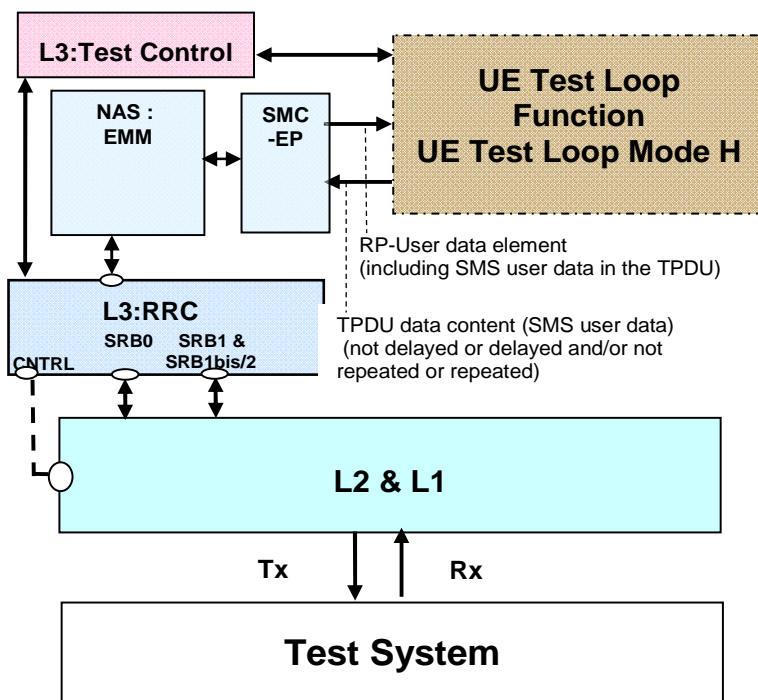 L3:Test Control
UE Test Loop
Function
UE Test Loop Mode H
NAS :
EMM
SMC
-EP
RP-User data element
(including SMS user data in the TPDU)
L3:RRC
SRB0
SRB1 &
SRB1bis/2
CNTRL
TPDU data content (SMS user data)
(not delayed or delayed and/or not
repeated or repeated)
L2 & L1
Tx
Rx
Test System